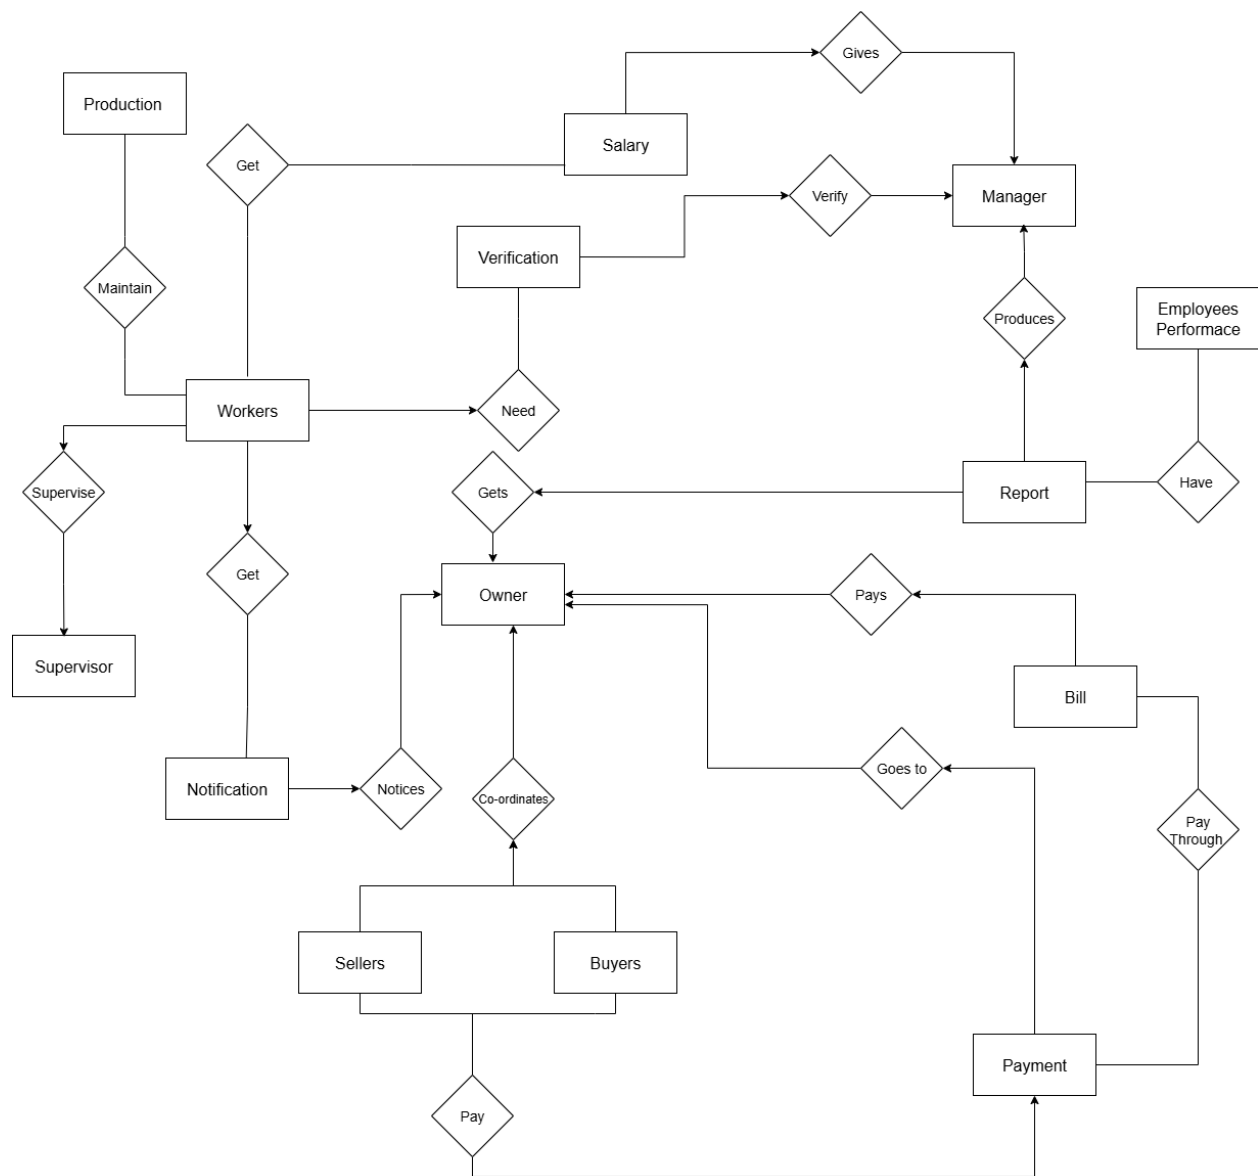 Gives
Production
Salary
Get
Verify
Manager
Verification
Maintain
Produces
Employees
Performace
Workers
Need
Supervise
Gets
Report
Have
Get
Owner
Pays
Supervisor
Bill
Goes to
Notification
Notices
Co-ordinates
Pay
Through
Sellers
Buyers
Payment
Pay